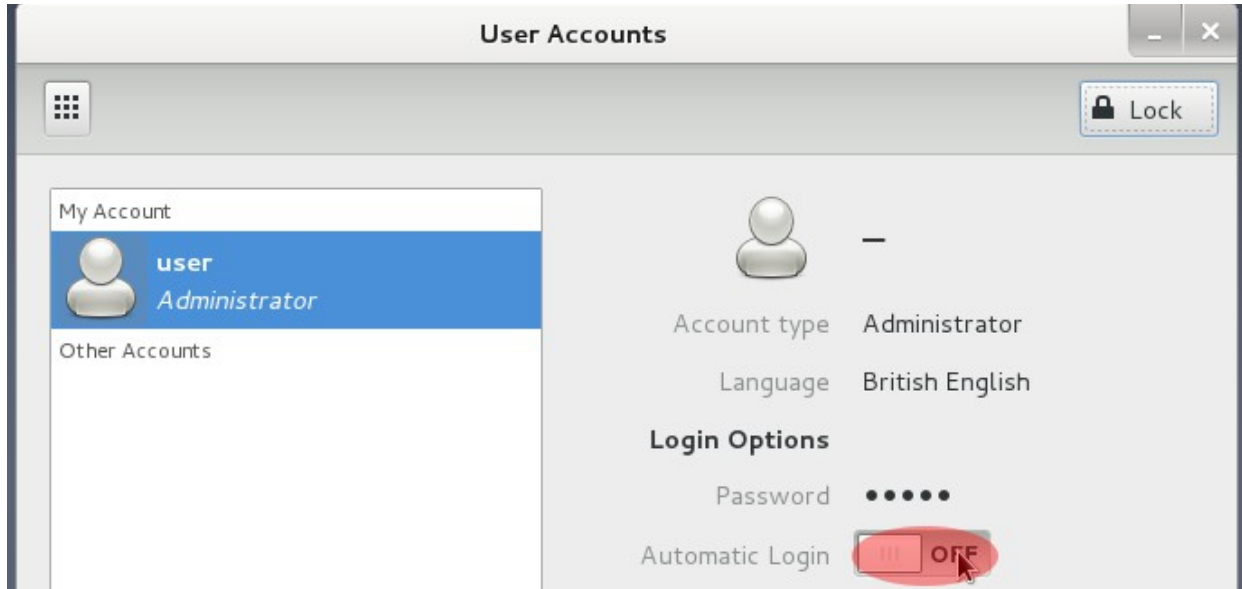 User Accounts
Lock
My Account
user
Administrator
Other Accounts
–
Account type Administrator
Language British English
Login Options
Password •••••
Automatic Login OFF